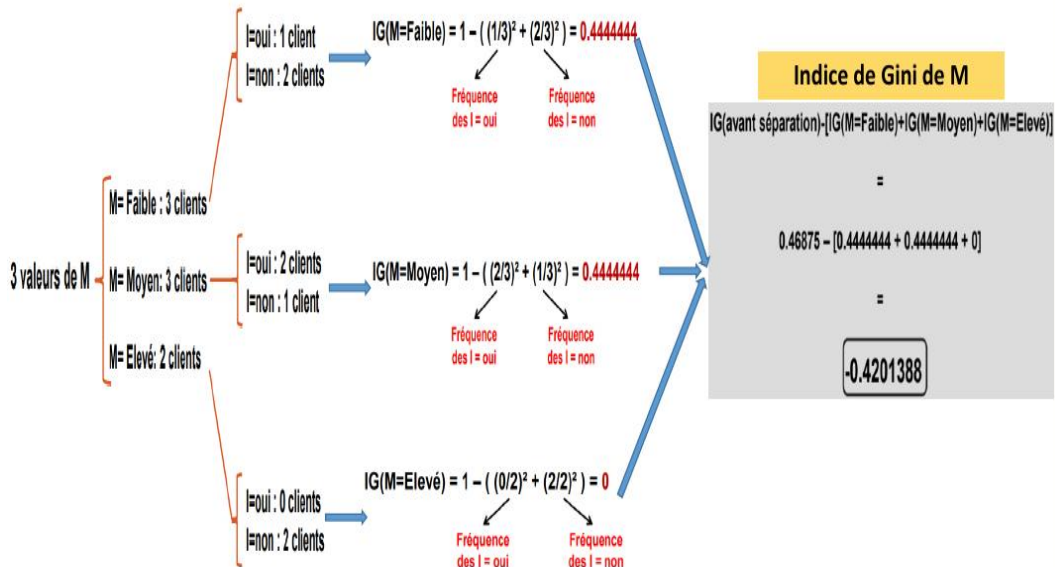 3 valeurs de M
M= Faible : 3 clients
M= Moyen: 3 clients
M= Elevé: 2 clients
I=oui : 1 client
I=non : 2 clients
IG(M=Faible) = 1 – ( (1/3)² + (2/3)² ) = 0.4444444
Fréquence
des I = oui
Fréquence
des I = non
I=oui : 2 clients
I=non : 1 client
IG(M=Moyen) = 1 – ( (2/3)² + (1/3)² ) = 0.4444444
Fréquence
des I = oui
Fréquence
des I = non
I=oui : 0 clients
I=non : 2 clients
IG(M=Elevé) = 1 – ( (0/2)² + (2/2)² ) = 0
Fréquence
des I = oui
Fréquence
des I = non
Indice de Gini de M
IG(avant séparation)-[IG(M=Faible)+IG(M=Moyen)+IG(M=Elevé)]
=
0.46875 – [0.4444444 + 0.4444444 + 0]
=
-0.4201388